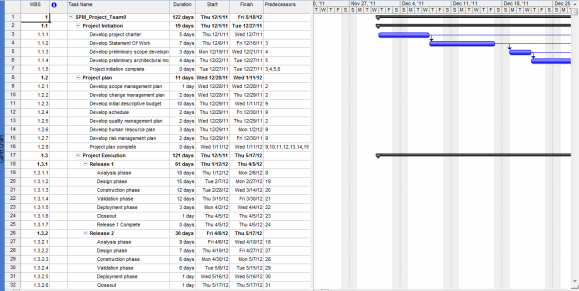 WBS Task Name Duration Start Finish Predecessors
'11 Nov 27, '11 Dec 4, '11 Dec 11, '11 Dec 18, '11 Dec 25
T W T F S S M T W T F S S M T W T F S S M T W T F S S M T W T F S S M T
1 1 SPM_Project_Team9 122 days Thu 12/1/11 Fri 5/18/12
2 1.1 Project Initiation 19 days Thu 12/1/11 Tue 12/27/11
3 1.1.1 Develop project charter 5 days Thu 12/1/11 Wed 12/7/11
4 1.1.2 Develop Statement Of Work 7 days Thu 12/8/11 Fri 12/16/11 3
5 1.1.3 Develop preliminary scope developm 3 days Mon 12/19/11 Wed 12/21/11 4
6 1.1.4 Develop preliminary architectural mo 4 days Thu 12/22/11 Tue 12/27/11 5
7 1.1.5 Project initiation complete 0 days Tue 12/27/11 Tue 12/27/11 3,4,5,6
8 1.2 Project plan 11 days Wed 12/28/11 Wed 1/11/12
9 1.2.1 Develop scope management plan 1 day Wed 12/28/11 Wed 12/28/11 2
10 1.2.2 Develop change management plan 2 days Wed 12/28/11 Thu 12/29/11 2
11 1.2.3 Develop initial descriptive budget 10 days Thu 12/29/11 Wed 1/11/12 9
12 1.2.4 Develop schedule 2 days Thu 12/29/11 Fri 12/30/11 9
13 1.2.5 Develop quality management plan 2 days Wed 12/28/11 Thu 12/29/11 2
14 1.2.6 Develop human resource plan 3 days Thu 12/29/11 Mon 1/2/12 9
15 1.2.7 Develop risk management plan 2 days Thu 12/29/11 Fri 12/30/11 9
16 1.2.8 Project plan complete 0 days Wed 1/11/12 Wed 1/11/12 9,10,11,12,13,14,15
17 1.3 Project Execution 121 days Thu 12/1/11 Thu 5/17/12
18 1.3.1 Release 1 61 days Thu 1/12/12 Thu 4/5/12
19 1.3.1.1 Analysis phase 18 days Thu 1/12/12 Mon 2/6/12 8
20 1.3.1.2 Design phase 15 days Tue 2/7/12 Mon 2/27/12 19
21 1.3.1.3 Construction phase 12 days Tue 2/28/12 Wed 3/14/12 20
22 1.3.1.4 Validation phase 12 days Thu 3/15/12 Fri 3/30/12 21
23 1.3.1.5 Deployment phase 3 days Mon 4/2/12 Wed 4/4/12 22
24 1.3.1.6 Closeout 1 day Thu 4/5/12 Thu 4/5/12 23
25 1.3.1.7 Release 1 Complete 0 days Thu 4/5/12 Thu 4/5/12 24
26 1.3.2 Release 2 30 days Fri 4/6/12 Thu 5/17/12
27 1.3.2.1 Analysis phase 9 days Fri 4/6/12 Wed 4/18/12 18
28 1.3.2.2 Design phase 7 days Thu 4/19/12 Fri 4/27/12 27
29 1.3.2.3 Construction phase 6 days Mon 4/30/12 Mon 5/7/12 28
30 1.3.2.4 Validation phase 6 days Tue 5/8/12 Tue 5/15/12 29
31 1.3.2.5 Deployment phase 1 day Wed 5/16/12 Wed 5/16/12 30
32 1.3.2.6 Closeout 1 day Thu 5/17/12 Thu 5/17/12 31